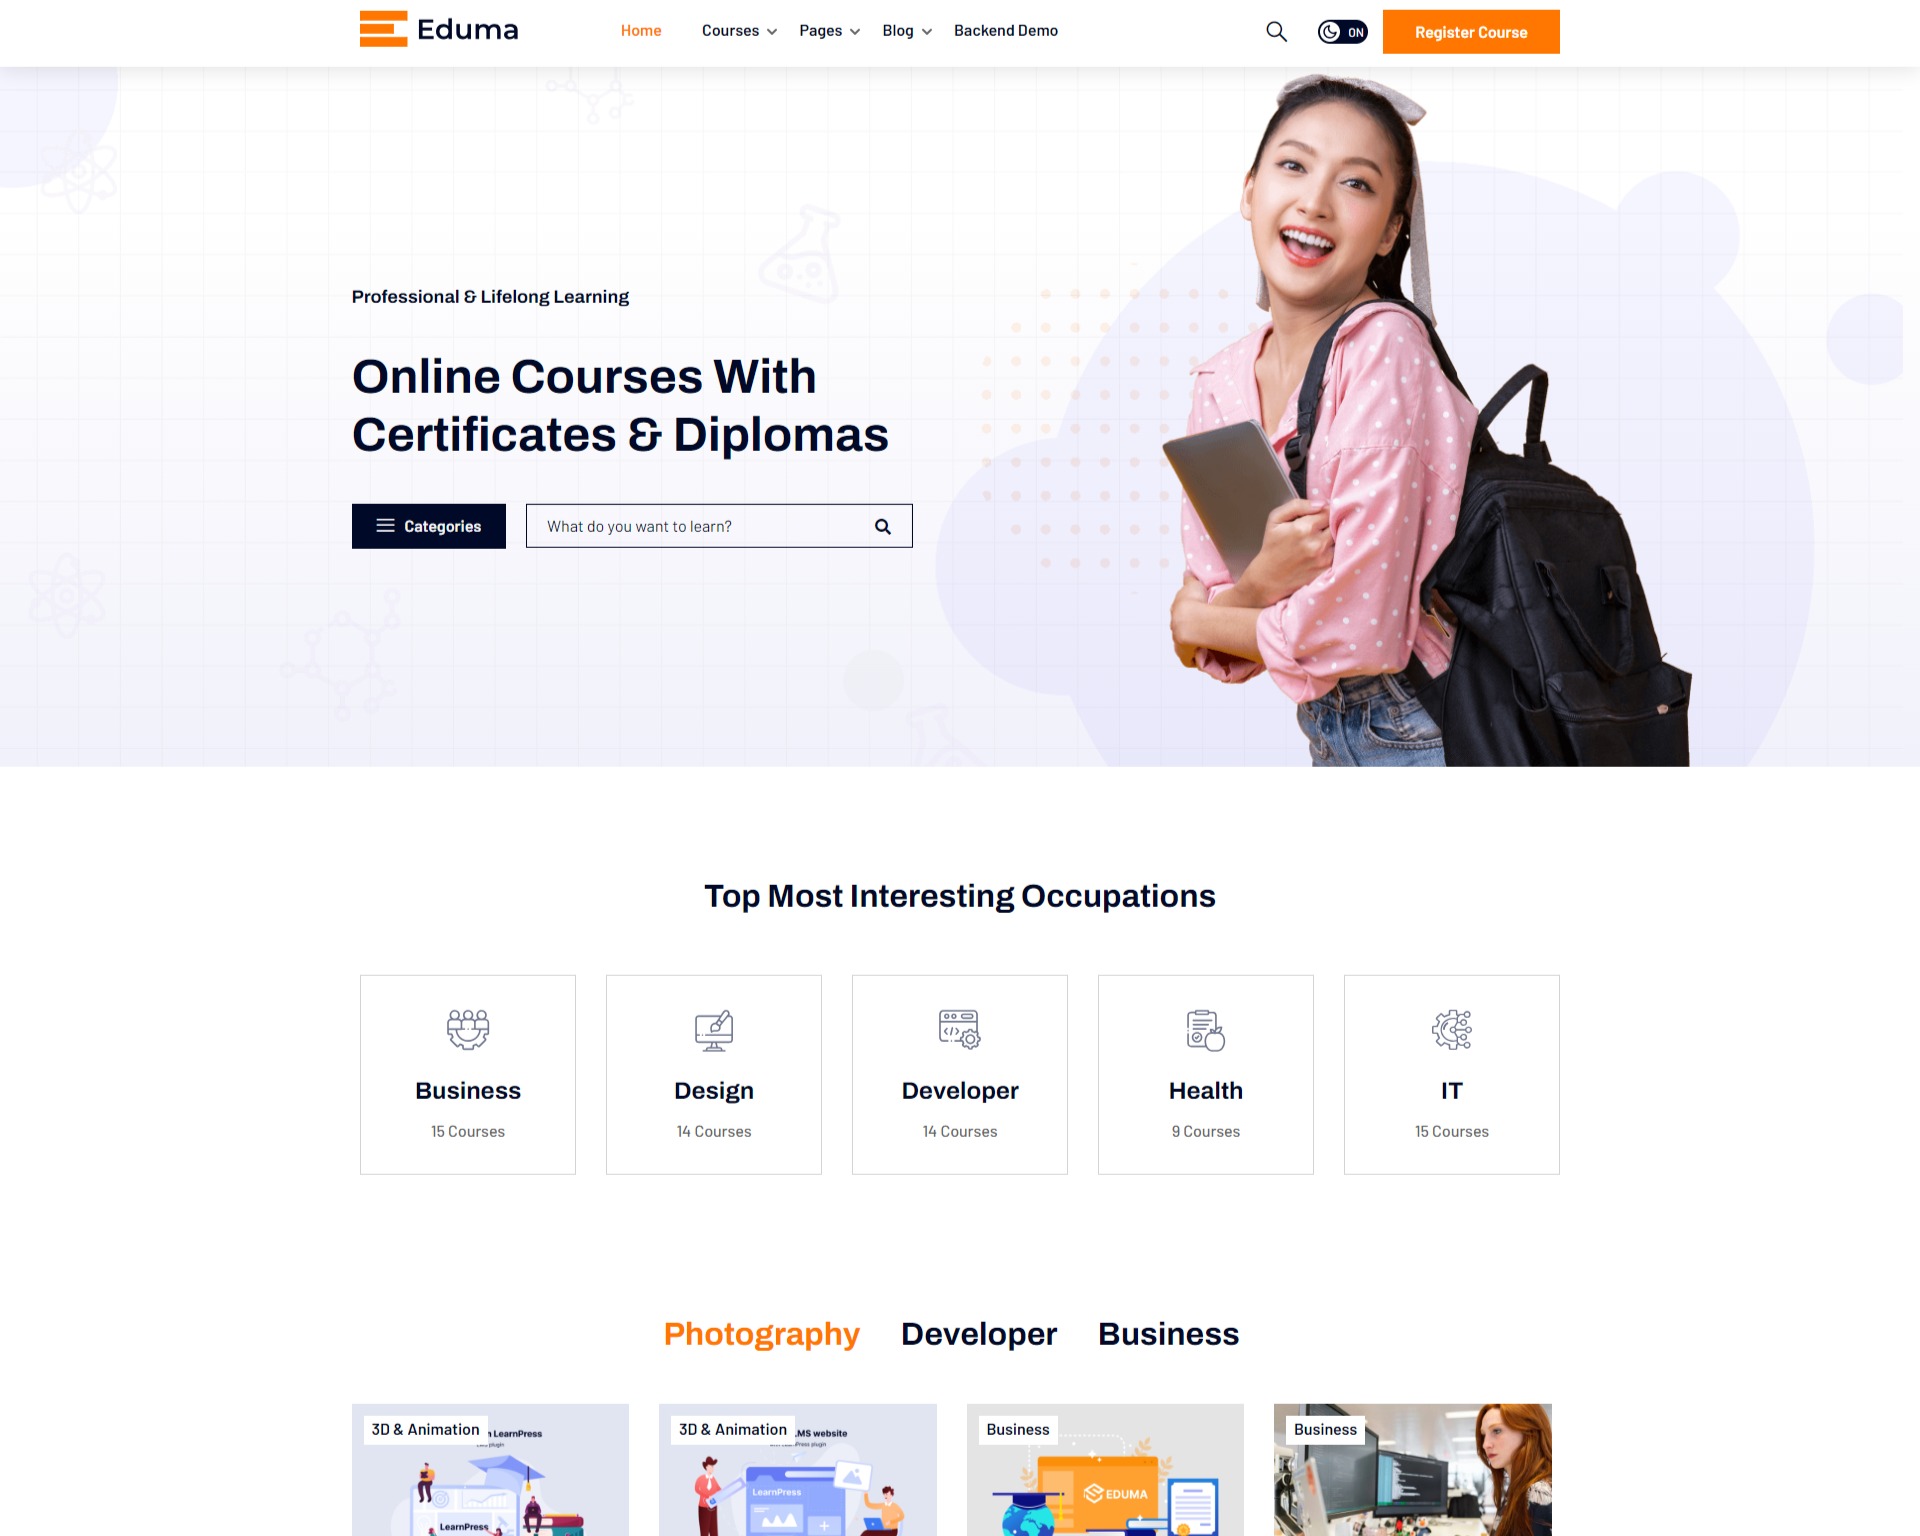 Eduma
Home Courses Pages Blog Backend Demo
ON
Register Course
Professional & Lifelong Learning
Online Courses With
Certificates & Diplomas
Categories
What do you want to learn?
Top Most Interesting Occupations
Business
15 Courses
Design
14 Courses
Developer
14 Courses
Health
9 Courses
IT
15 Courses
Photography Developer Business
3D & Animation
LearnPress
plugin
LearnPress
3D & Animation
LMS website
LearnPress plugin
LearnPress
Business
EDUMA
Business